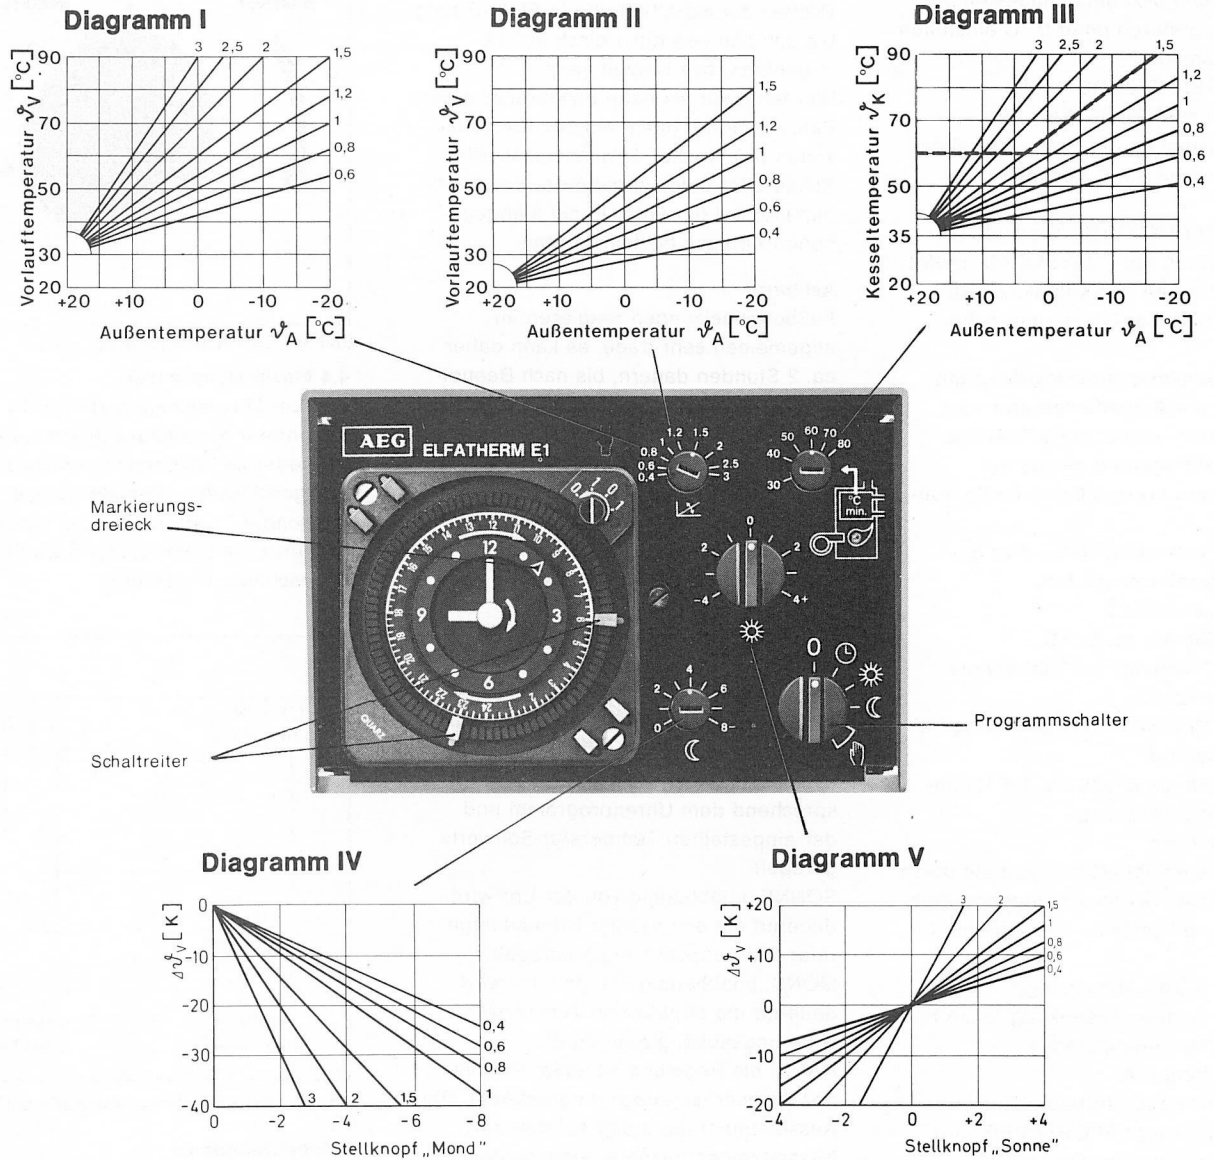 Diagramm I
Vorlauftemperatur ϑV [°C]
90
70
50
30
20
3 2,5 2 1,5
1,2
1
0,8
0,6
+20 +10 0 -10 -20
Außentemperatur ϑA [°C]
Diagramm II
Vorlauftemperatur ϑV [°C]
90
70
50
30
20
1,5
1,2
1
0,8
0,6
0,4
+20 +10 0 -10 -20
Außentemperatur ϑA [°C]
Diagramm III
Kesseltemperatur ϑK [°C]
90
70
50
35
20
3 2,5 2 1,5
1,2
1
0,8
0,6
0,4
+20 +10 0 -10 -20
Außentemperatur ϑA [°C]
AEG ELFATHERM E1
0,4 0,6 0,8 1 1.2 1.5 2 2.5 3
30 40 50 60 70 80
°C
min.
12
3
6
9
QUARZ
-4 2 0 2 4+
0 2 4 6 8-
0
Markierungs-
dreieck
Schaltreiter
Programmschalter
Diagramm IV
ΔϑV [K]
0
-10
-20
-30
-40
0,4
0,6
0,8
1
3 2 1,5
0 -2 -4 -6 -8
Stellknopf „Mond"
Diagramm V
ΔϑV [K]
+20
+10
0
-10
-20
3 2 1,5
1
0,8
0,6
0,4
-4 -2 0 +2 +4
Stellknopf „Sonne"